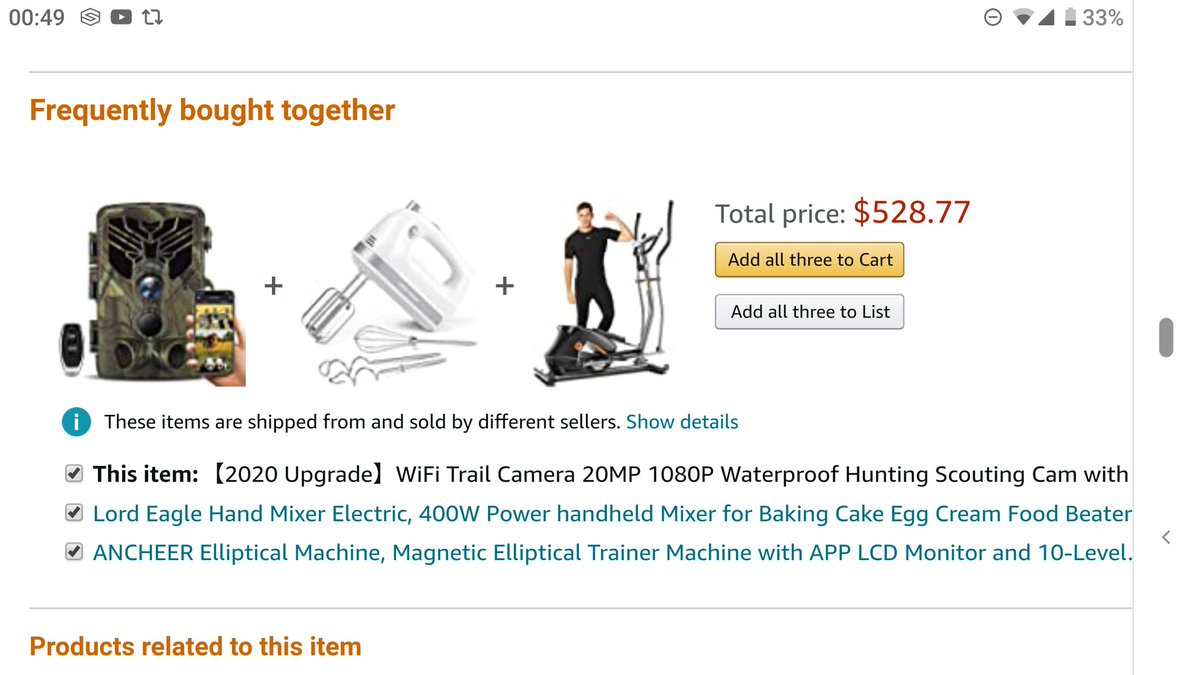 00:49
33%
Frequently bought together
Total price: $528.77
Add all three to Cart
Add all three to List
These items are shipped from and sold by different sellers. Show details
This item: 【2020 Upgrade】WiFi Trail Camera 20MP 1080P Waterproof Hunting Scouting Cam with
Lord Eagle Hand Mixer Electric, 400W Power handheld Mixer for Baking Cake Egg Cream Food Beater
ANCHEER Elliptical Machine, Magnetic Elliptical Trainer Machine with APP LCD Monitor and 10-Level.
Products related to this item